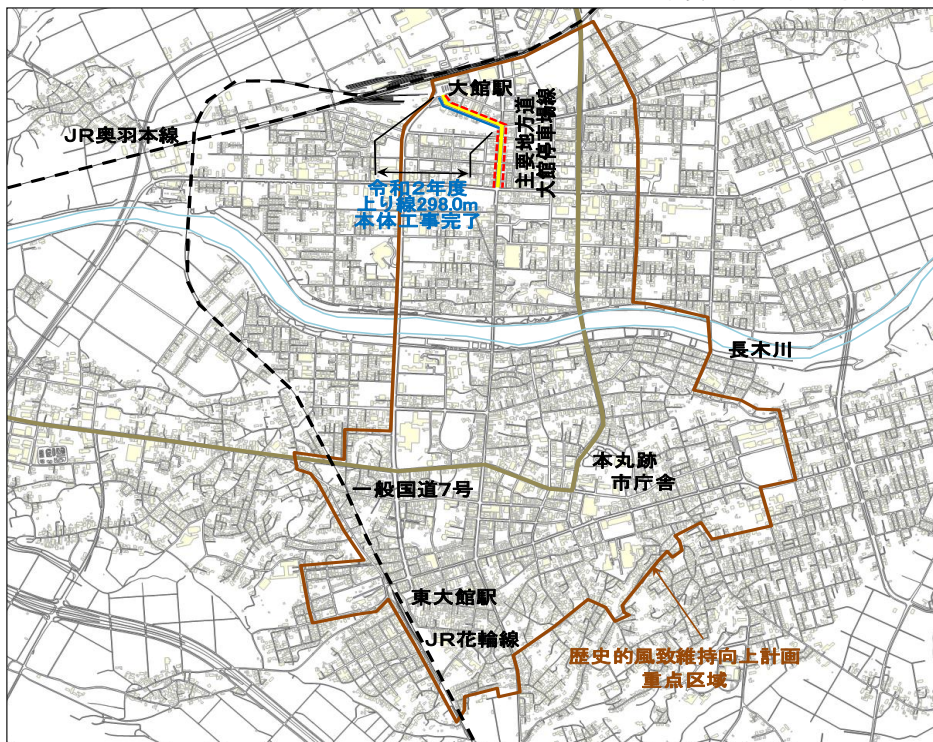 大館駅
JR奥羽本線
主要地方道
大館停車場線
令和2年度
上り線298.0m
本体工事完了
長木川
本丸跡
市庁舎
一般国道7号
東大館駅
JR花輪線
歴史的風致維持向上計画
重点区域